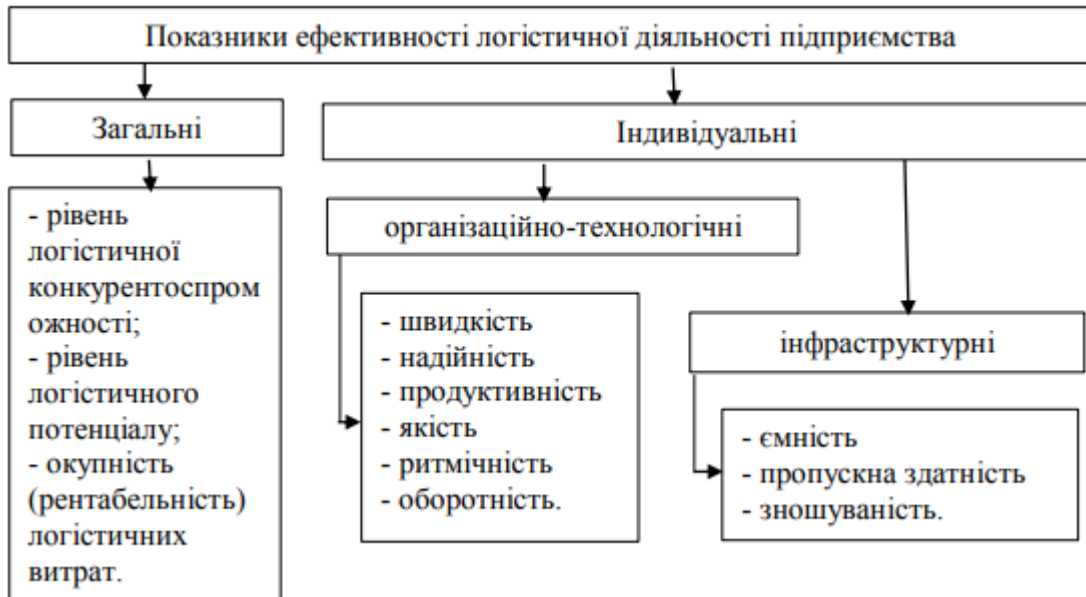 Показники ефективності логістичної діяльності підприємства
Загальні
Індивідуальні
- рівень
логістичної
конкурентоспром
ожності;
- рівень
логістичного
потенціалу;
- окупність
(рентабельність)
логістичних
витрат.
організаційно-технологічні
- швидкість
- надійність
- продуктивність
- якість
- ритмічність
- оборотність.
інфраструктурні
- ємність
- пропускна здатність
- зношуваність.